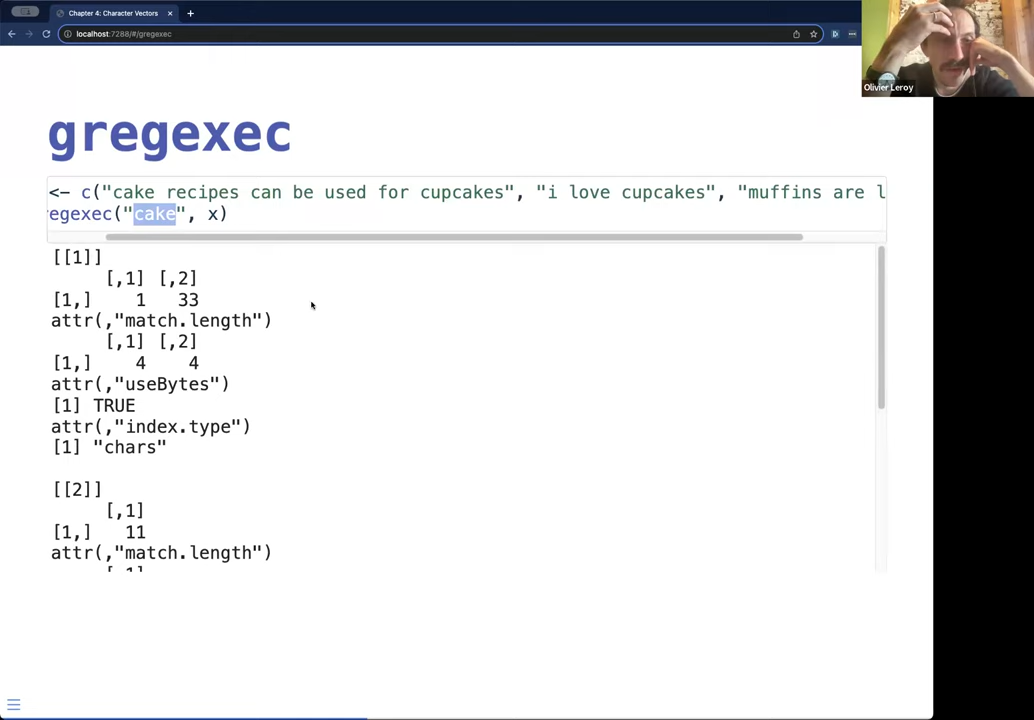 Chapter 4: Character Vectors
localhost:7288/#/gregexec
Olivier Leroy
gregexec
<- c("cake recipes can be used for cupcakes", "i love cupcakes", "muffins are l
regexec("cake", x)
[[1]]
[,1] [,2]
[1,] 1 33
attr(,"match.length")
[,1] [,2]
[1,] 4 4
attr(,"useBytes")
[1] TRUE
attr(,"index.type")
[1] "chars"
[[2]]
[,1]
[1,] 11
attr(,"match.length")
[,1]